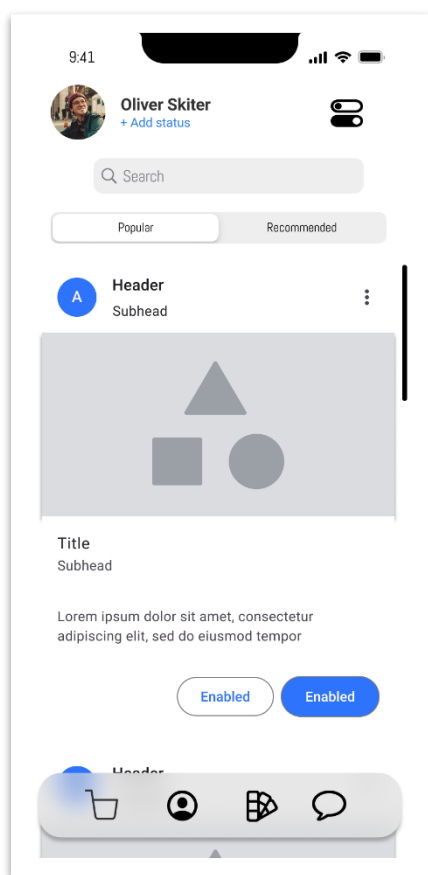 9:41
Oliver Skiter
+ Add status
Search
Popular
Recommended
A
Header
Subhead
Title
Subhead
Lorem ipsum dolor sit amet, consectetur
adipiscing elit, sed do eiusmod tempor
Enabled
Enabled
Header